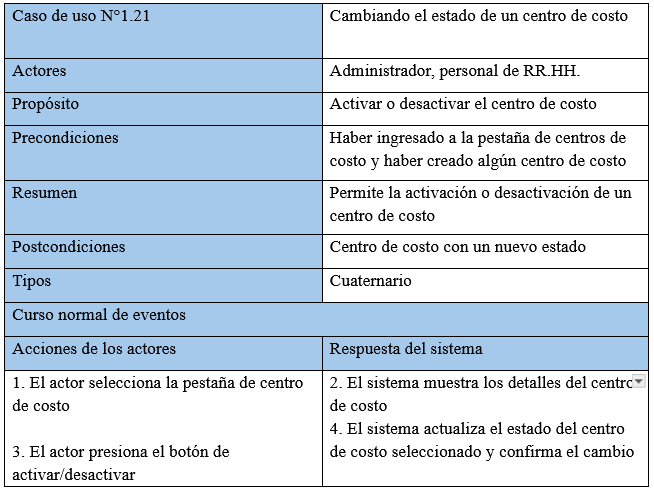 Caso de uso N°1.21
Cambiando el estado de un centro de costo
Actores
Administrador, personal de RR.HH.
Propósito
Activar o desactivar el centro de costo
Precondiciones
Haber ingresado a la pestaña de centros de
costo y haber creado algún centro de costo
Resumen
Permite la activación o desactivación de un
centro de costo
Postcondiciones
Centro de costo con un nuevo estado
Tipos
Cuaternario
Curso normal de eventos
Acciones de los actores
Respuesta del sistema
1. El actor selecciona la pestaña de centro
de costo
3. El actor presiona el botón de
activar/desactivar
2. El sistema muestra los detalles del centro
de costo
4. El sistema actualiza el estado del centro
de costo seleccionado y confirma el cambio